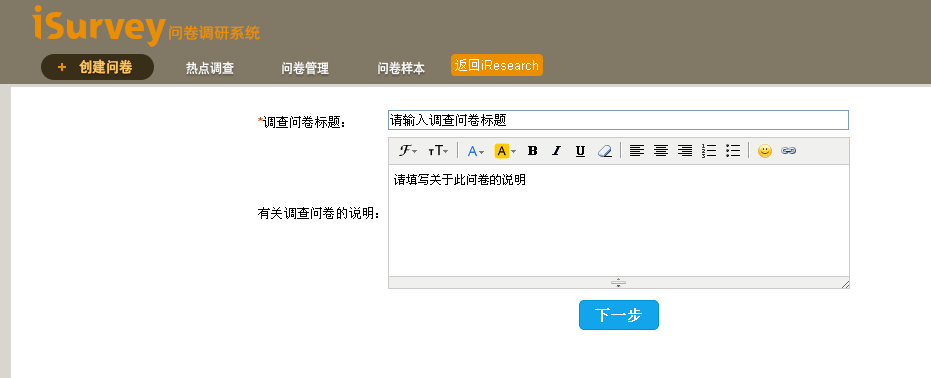 iSurvey问卷调研系统
+ 创建问卷 热点调查 问卷管理 问卷样本 返回iResearch
*调查问卷标题: 请输入调查问卷标题
ℱ TT A A B I U
请填写关于此问卷的说明
有关调查问卷的说明:
下一步